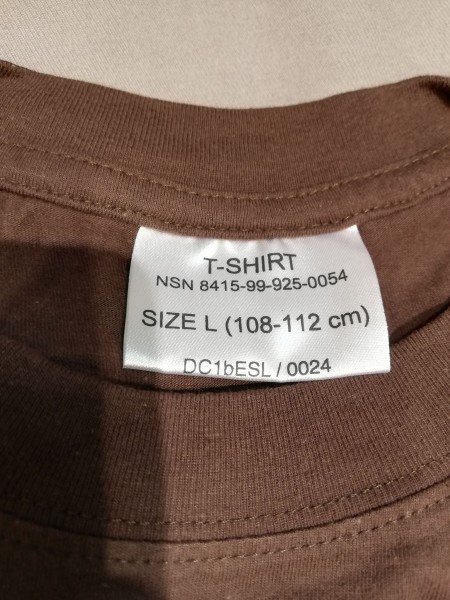 T-SHIRT
NSN 8415-99-925-0054
SIZE L (108-112 cm)
DC1bESL / 0024